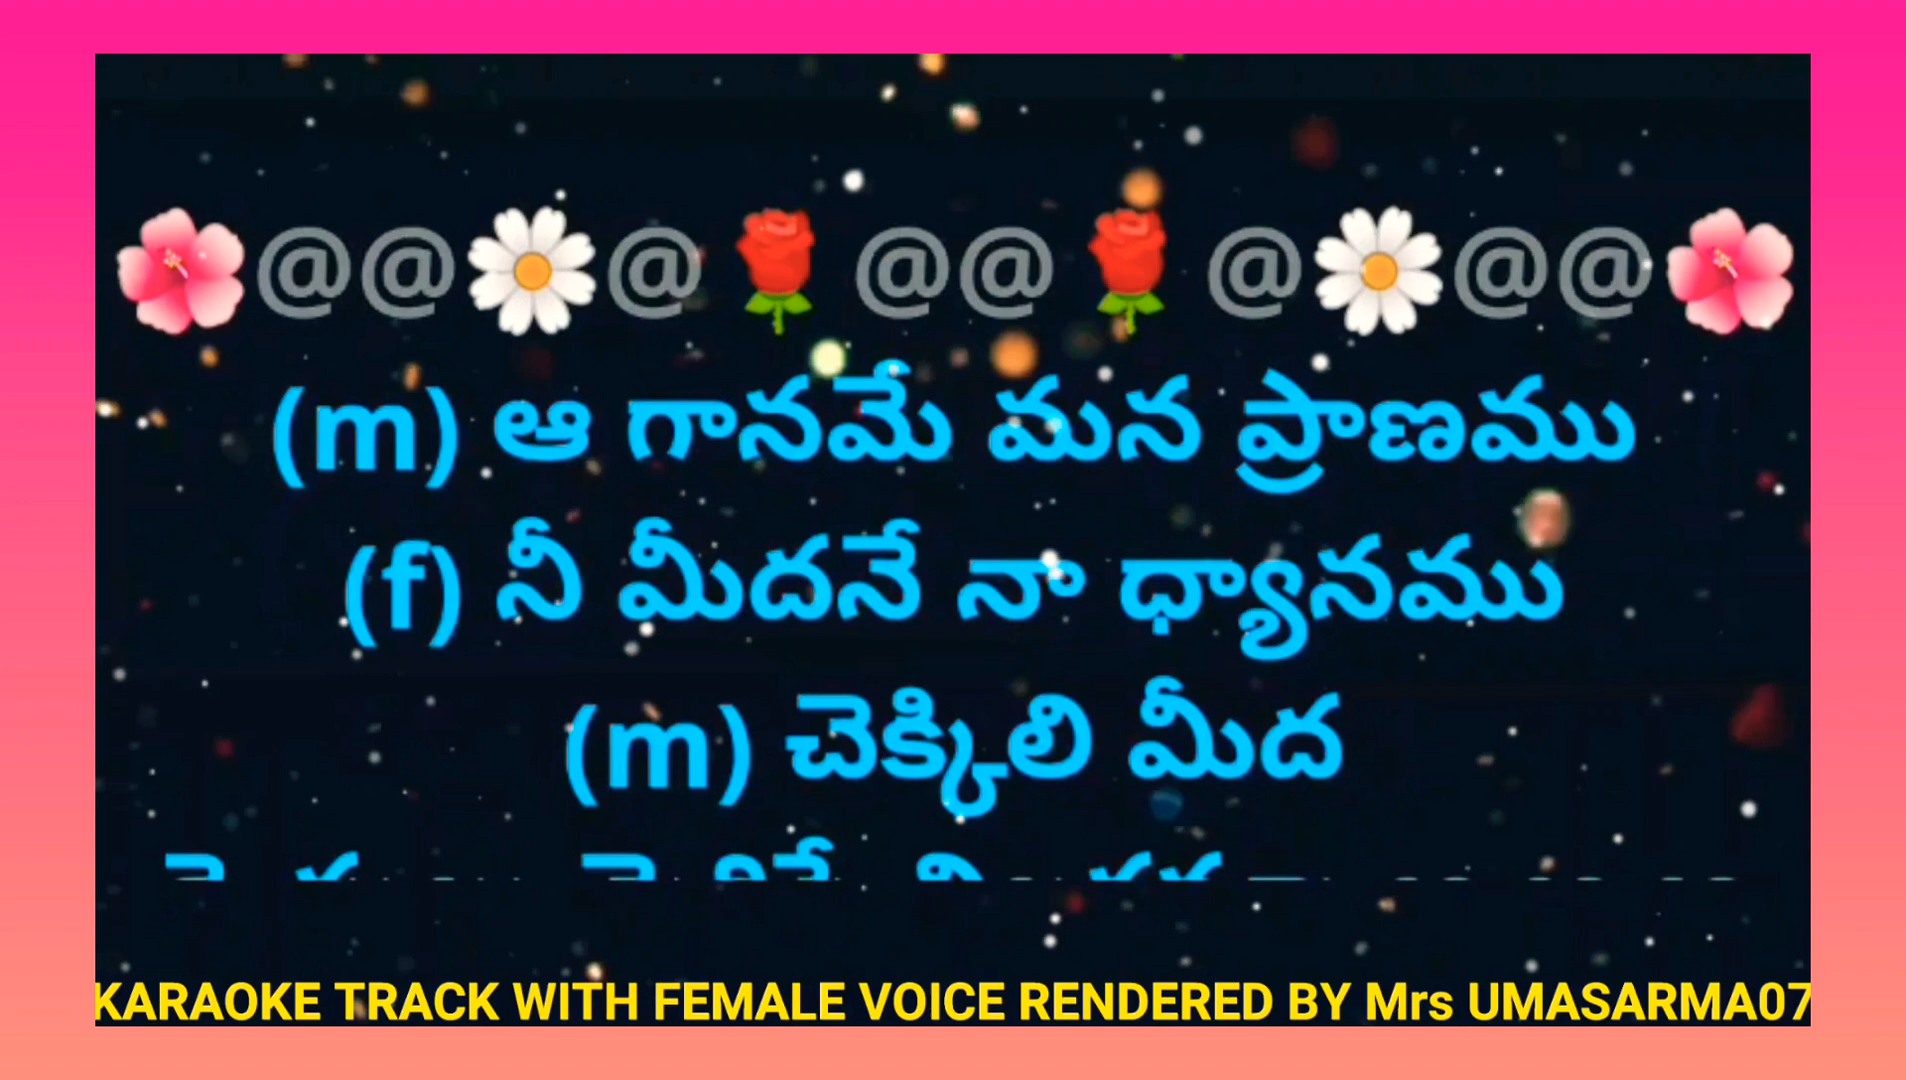 @@ @ @@ @ @@
(m) ఆ గానమే మన ప్రాణము
(f) నీ మీదనే నా ధ్యానము
(m) చెక్కిలి మీద
KARAOKE TRACK WITH FEMALE VOICE RENDERED BY Mrs UMASARMA07